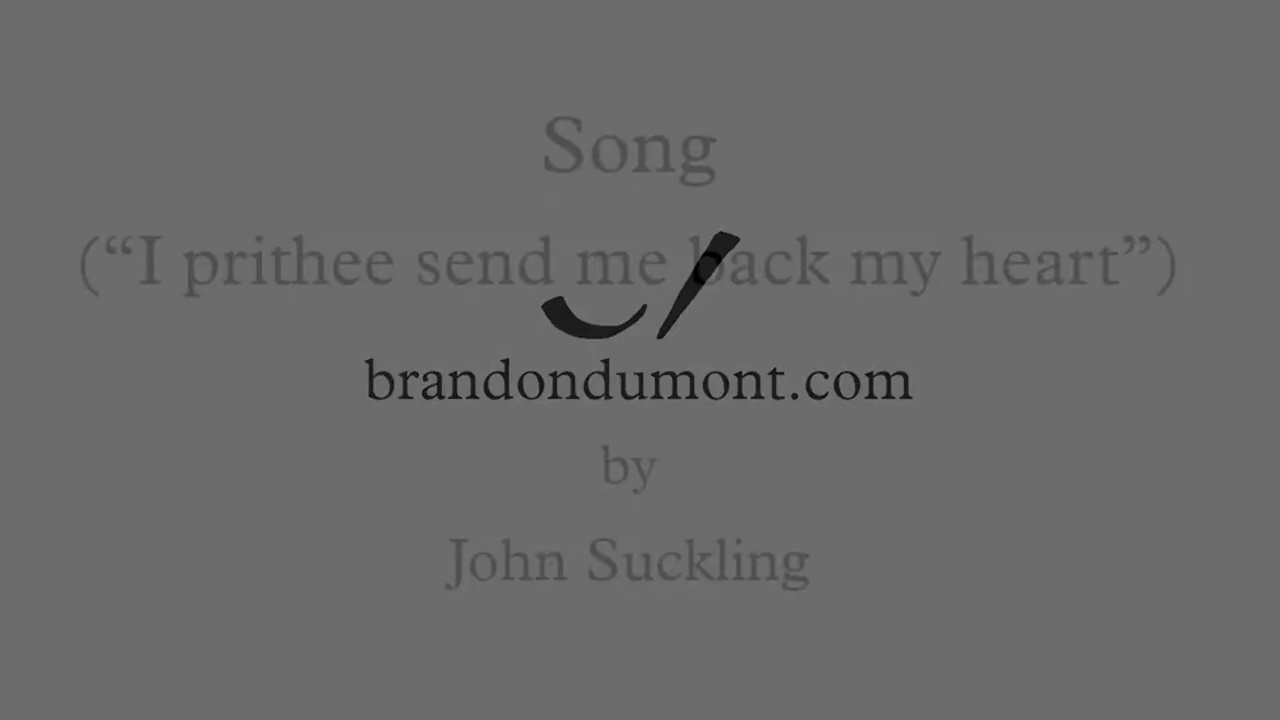 Song
(“I prithee send me back my heart”)
brandondumont.com
by
John Suckling